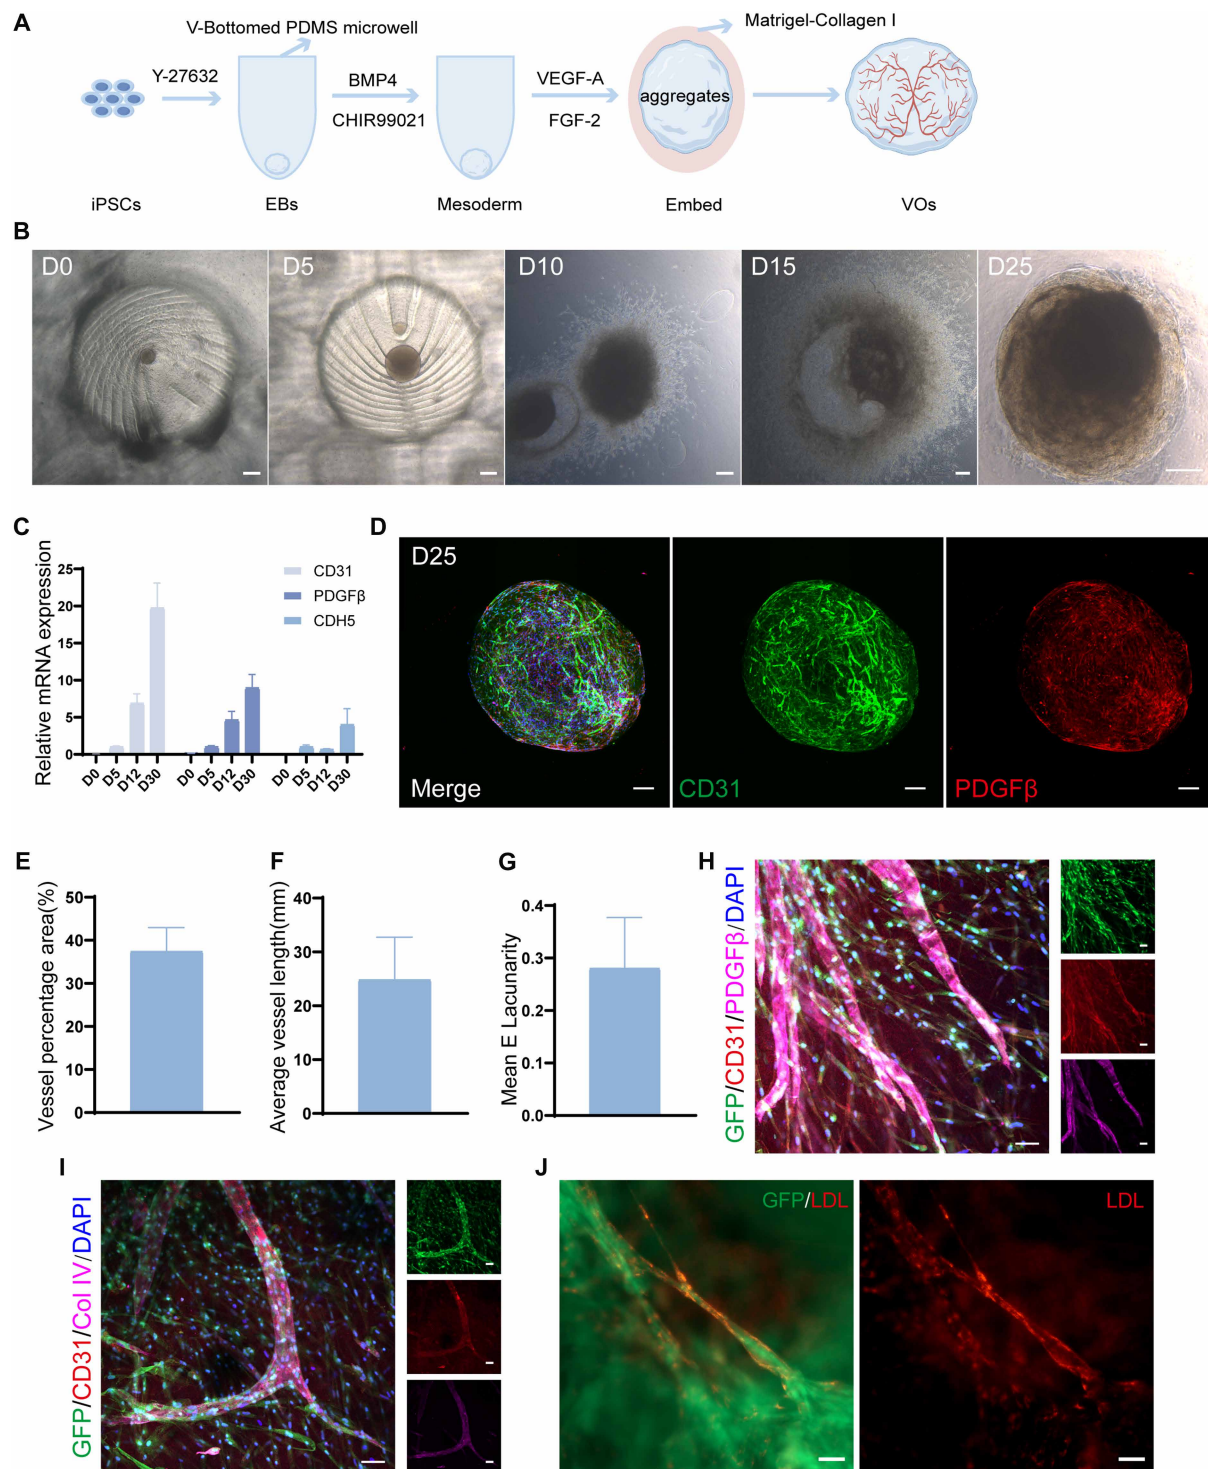 A
V-Bottomed PDMS microwell
Matrigel-Collagen I
Y-27632
BMP4
CHIR99021
VEGF-A
FGF-2
aggregates
iPSCs
EBs
Mesoderm
Embed
VOs
B
D0
D5
D10
D15
D25
C
Relative mRNA expression
25
20
15
10
5
0
CD31
PDGFβ
CDH5
D0 D5 D12 D30 D0 D5 D12 D30 D0 D5 D12 D30
D
D25
Merge
CD31
PDGFβ
E
Vessel percentage area(%)
50
40
30
20
10
0
F
Average vessel length(mm)
40
30
20
10
0
G
Mean E Lacunarity
0.4
0.3
0.2
0.1
0.0
H
GFP/CD31/PDGFβ/DAPI
I
GFP/CD31/Col IV/DAPI
J
GFP/LDL
LDL